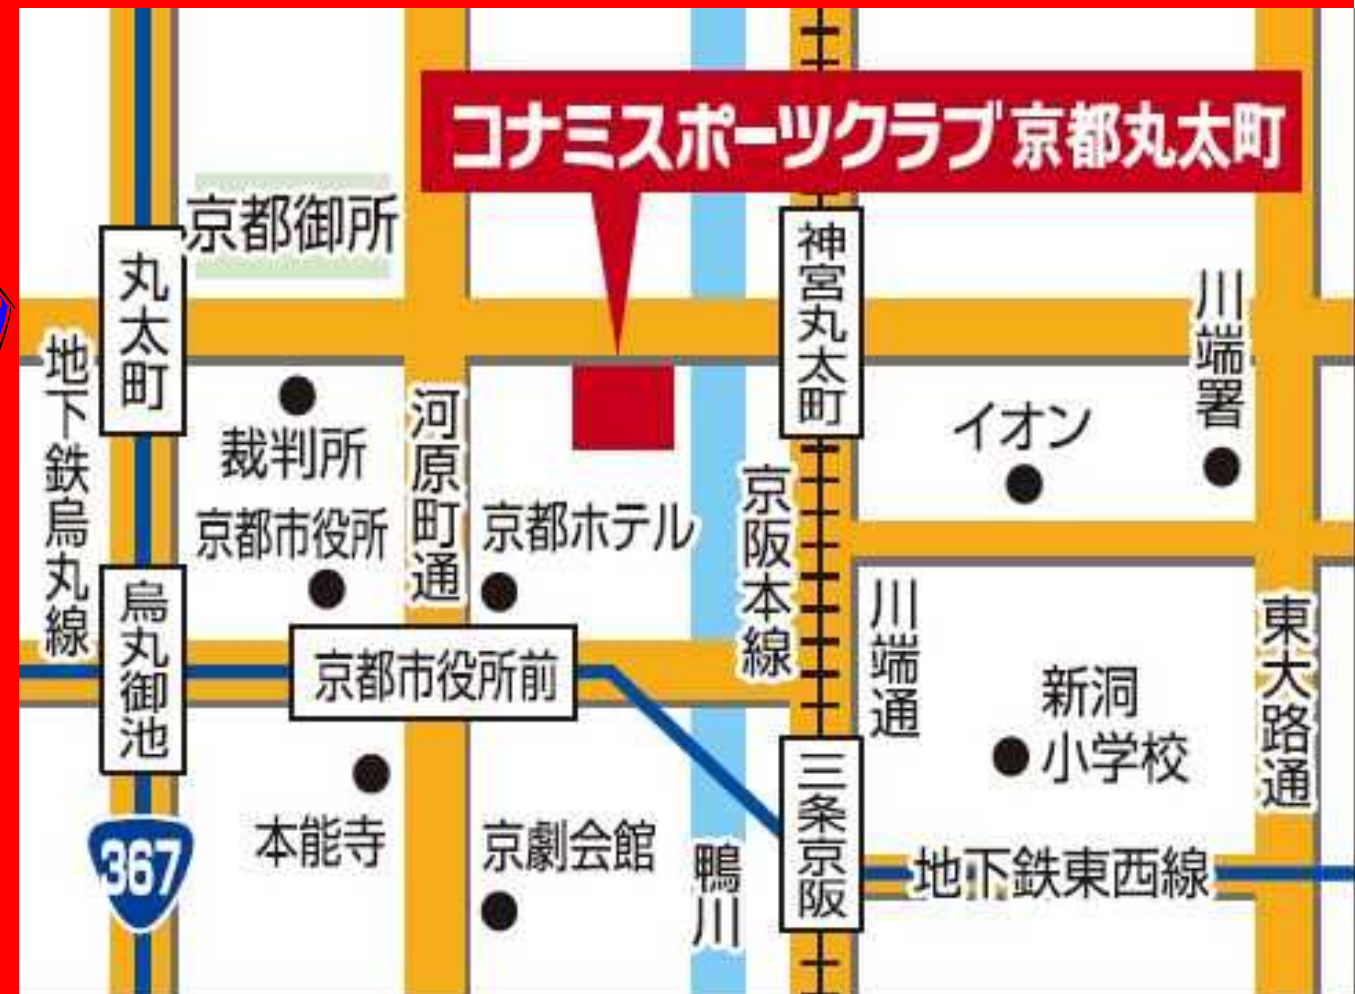 コナミスポーツクラブ京都丸太町
京都御所
丸太町
神宮丸太町
川端署
地下鉄烏丸線
裁判所
河原町通
イオン
京都市役所
京都ホテル
京阪本線
烏丸御池
京都市役所前
川端通
東大路通
新洞
小学校
三条京阪
367
本能寺
京劇会館
鴨川
地下鉄東西線